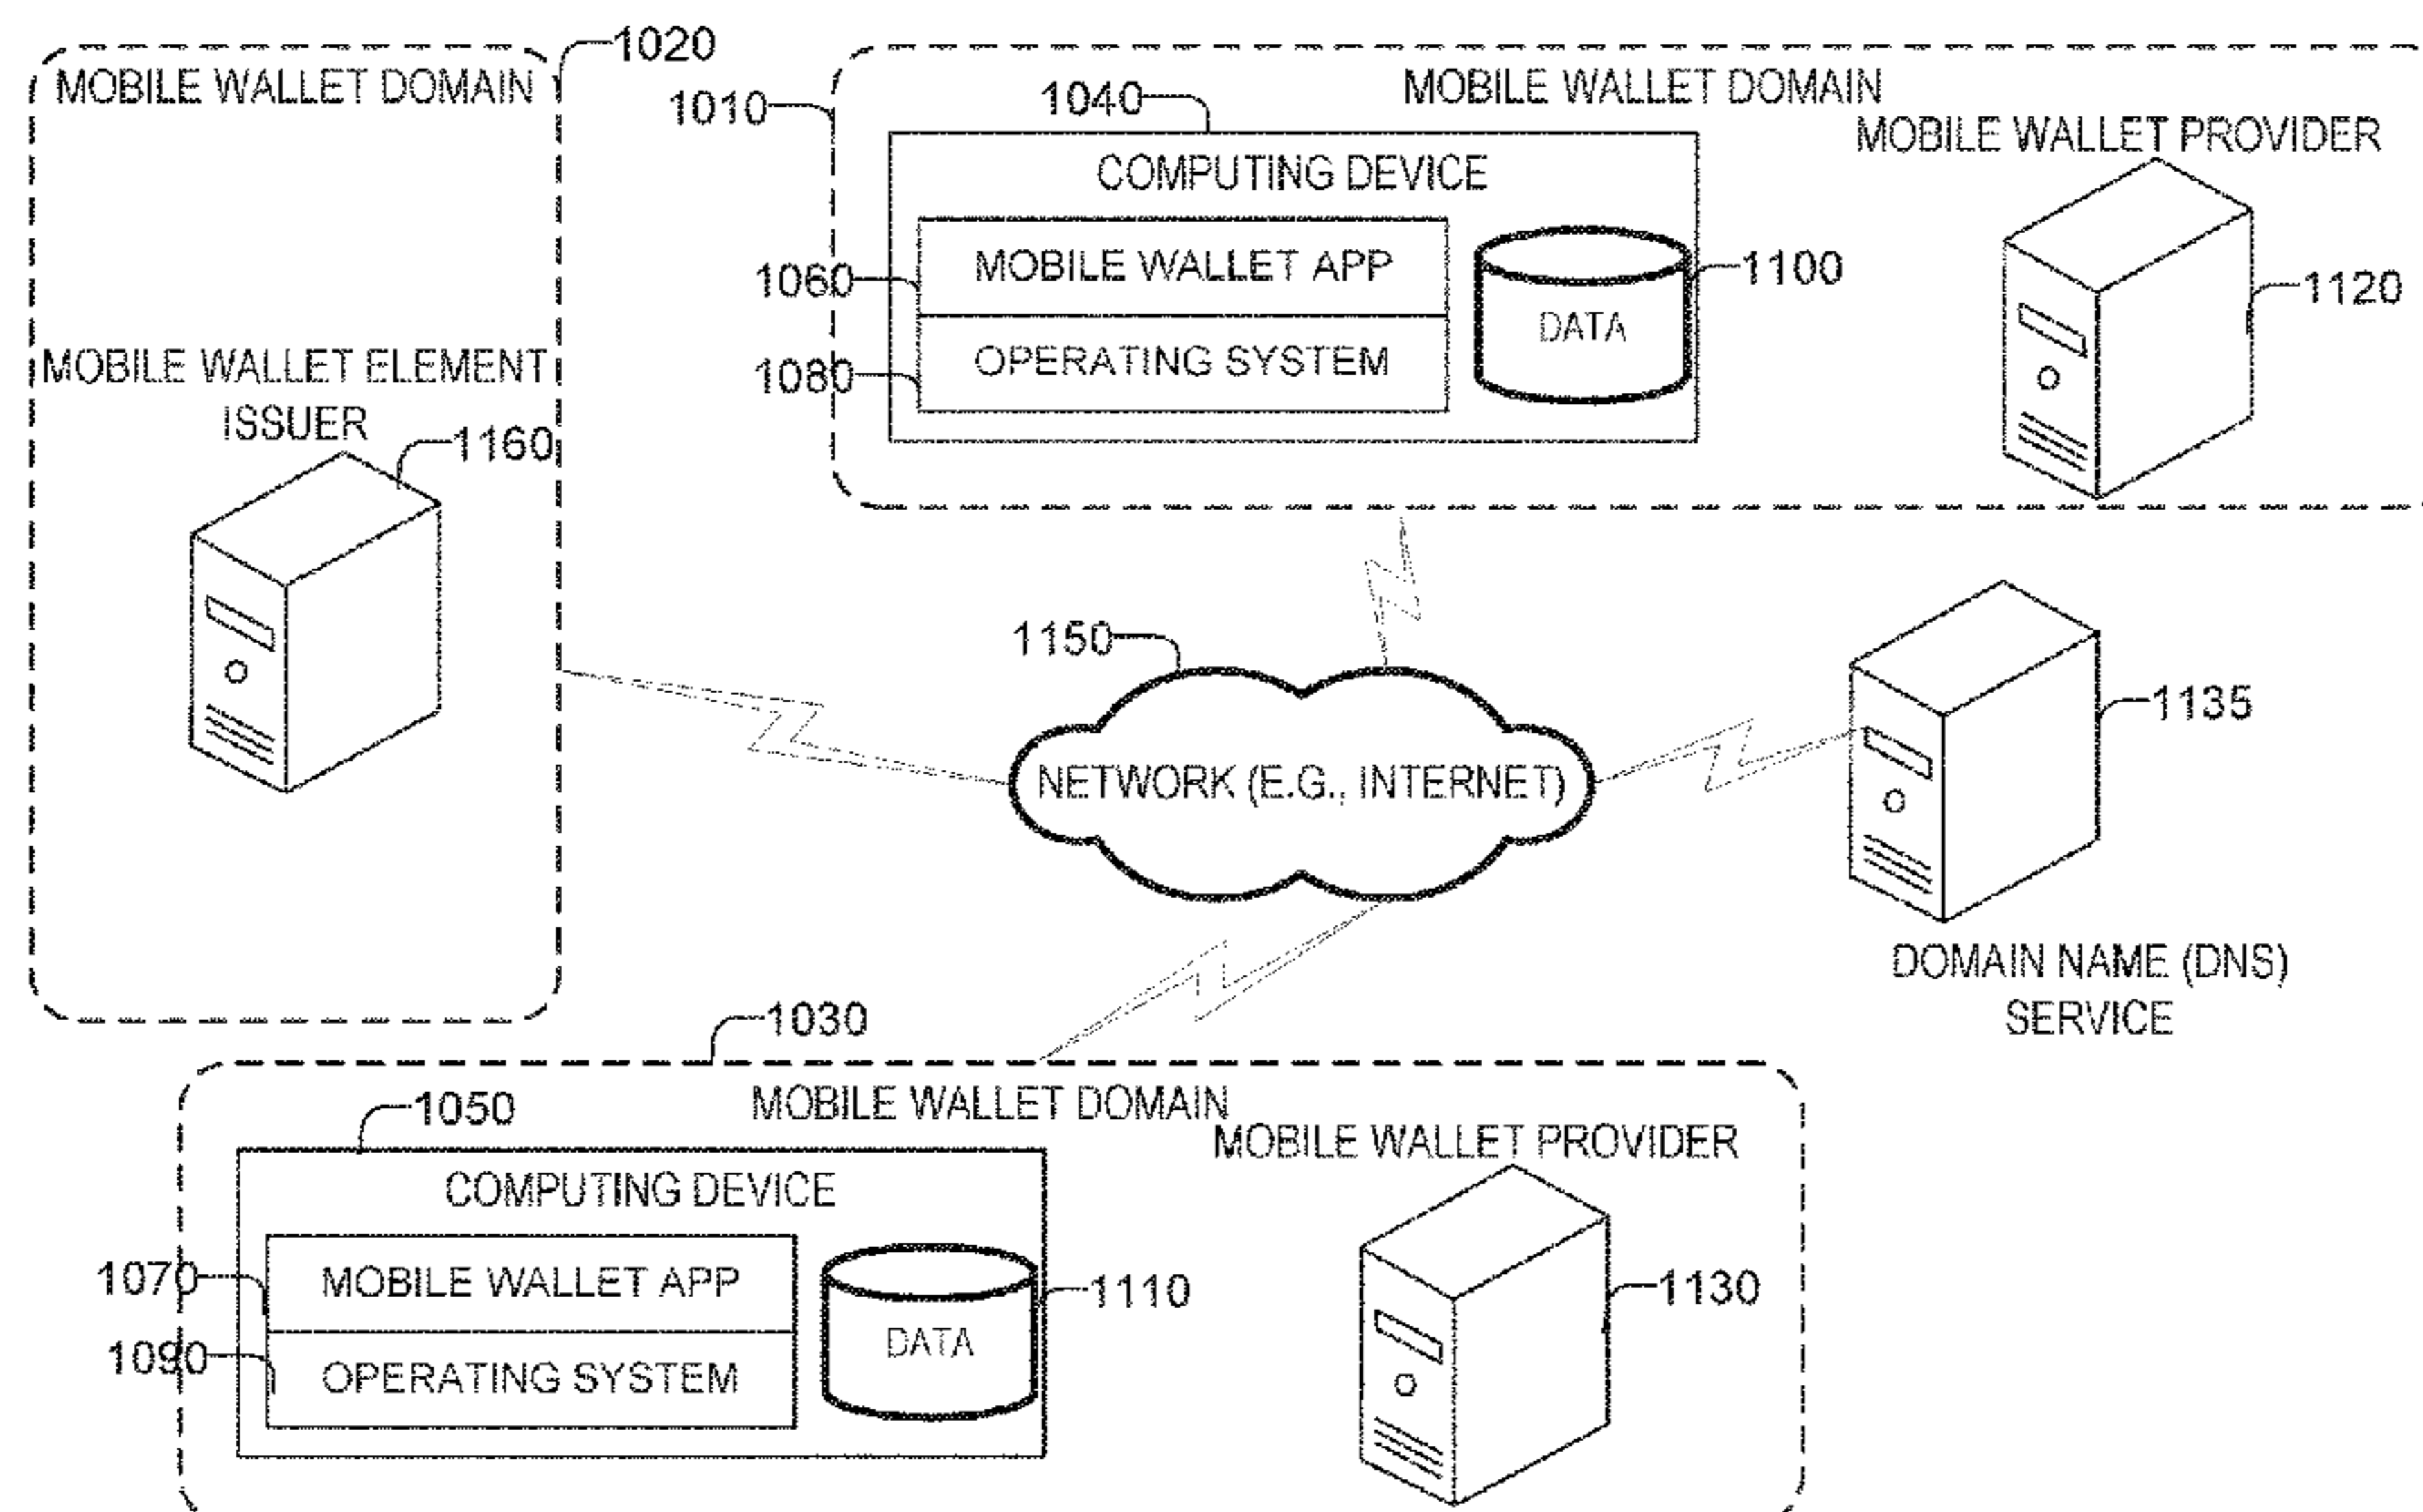 1020
MOBILE WALLET DOMAIN
MOBILE WALLET ELEMENT
ISSUER
1160
1010
MOBILE WALLET DOMAIN
1040
COMPUTING DEVICE
MOBILE WALLET APP
1060
OPERATING SYSTEM
1080
DATA
1100
MOBILE WALLET PROVIDER
1120
1150
NETWORK (E.G., INTERNET)
1135
DOMAIN NAME (DNS)
SERVICE
1030
MOBILE WALLET DOMAIN
1050
COMPUTING DEVICE
MOBILE WALLET APP
1070
OPERATING SYSTEM
1090
DATA
1110
MOBILE WALLET PROVIDER
1130